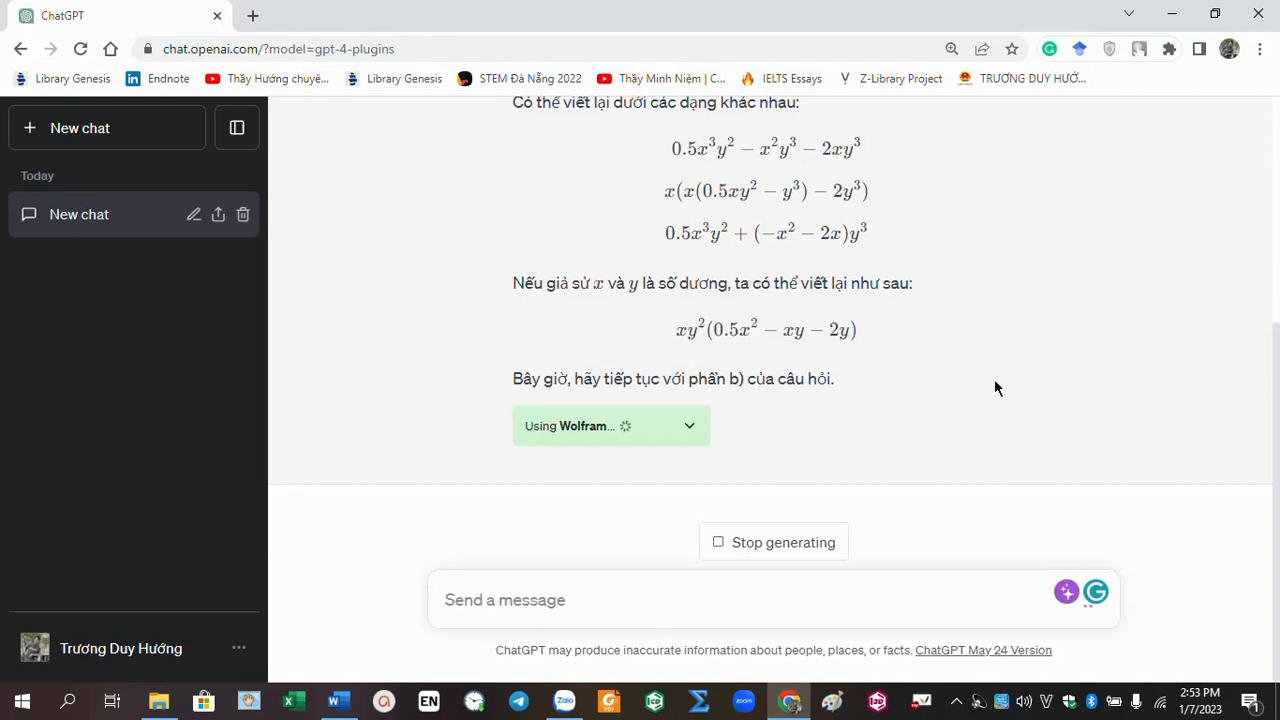 ChatGPT
chat.openai.com/?model=gpt-4-plugins
Library Genesis
Endnote
Thầy Hướng chuyê...
Library Genesis
STEM Đà Nẵng 2022
Thầy Minh Niệm | C...
IELTS Essays
Z-Library Project
TRƯƠNG DUY HƯỚ...
New chat
Today
New chat
Có thể viết lại dưới các dạng khác nhau:
0.5x³y² − x²y³ − 2xy³
x(x(0.5xy² − y³) − 2y³)
0.5x³y² + (−x² − 2x)y³
Nếu giả sử x và y là số dương, ta có thể viết lại như sau:
xy²(0.5x² − xy − 2y)
Bây giờ, hãy tiếp tục với phần b) của câu hỏi.
Using Wolfram...
Stop generating
Send a message
ChatGPT may produce inaccurate information about people, places, or facts. ChatGPT May 24 Version
Trương Duy Hướng
EN
Zalo
zoom
2:53 PM
1/7/2023